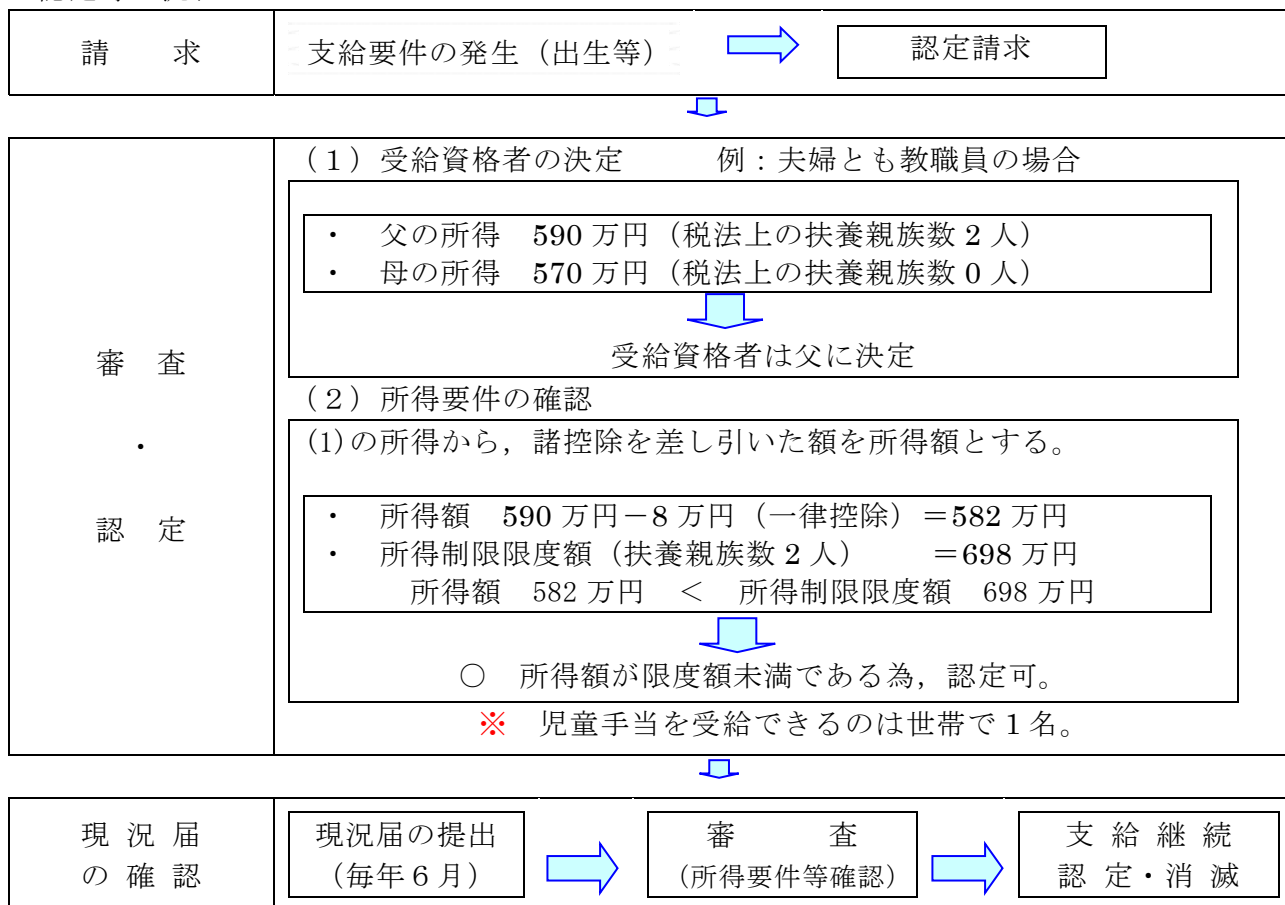 請　　求
支給要件の発生（出生等）
認定請求
審　査
・
認　定
（１）受給資格者の決定　　　例：夫婦とも教職員の場合
・　父の所得　590 万円（税法上の扶養親族数 2 人）
・　母の所得　570 万円（税法上の扶養親族数 0 人）
受給資格者は父に決定
（２）所得要件の確認
(1)の所得から，諸控除を差し引いた額を所得額とする。
・　所得額　590 万円－8 万円（一律控除）＝582 万円
・　所得制限限度額（扶養親族数 2 人）　　＝698 万円
所得額　582 万円　＜　所得制限限度額　698 万円
○　所得額が限度額未満である為，認定可。
※　児童手当を受給できるのは世帯で 1 名。
現 況 届
の 確 認
現況届の提出
（毎年６月）
審　　査
（所得要件等確認）
支 給 継 続
認 定・消 滅